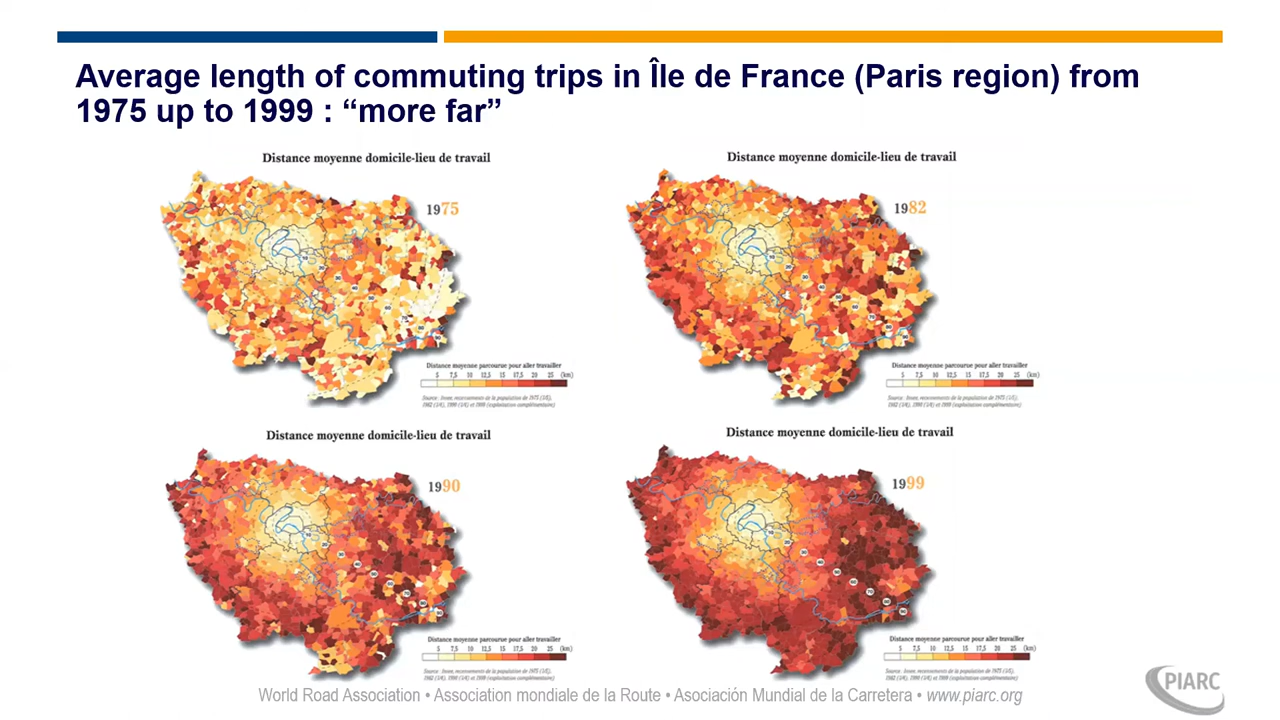 Average length of commuting trips in Île de France (Paris region) from
1975 up to 1999 : “more far”
Distance moyenne domicile-lieu de travail
1975
Distance moyenne parcourue pour aller travailler
5 7,5 10 12,5 15 17,5 20 25 (km)
Distance moyenne domicile-lieu de travail
1982
Distance moyenne parcourue pour aller travailler
5 7,5 10 12,5 15 17,5 20 25 (km)
Distance moyenne domicile-lieu de travail
1990
Distance moyenne parcourue pour aller travailler
5 7,5 10 12,5 15 17,5 20 25 (km)
Distance moyenne domicile-lieu de travail
1999
Distance moyenne parcourue pour aller travailler
5 7,5 10 12,5 15 17,5 20 25 (km)
World Road Association • Association mondiale de la Route • Asociación Mundial de la Carretera • www.piarc.org
PIARC